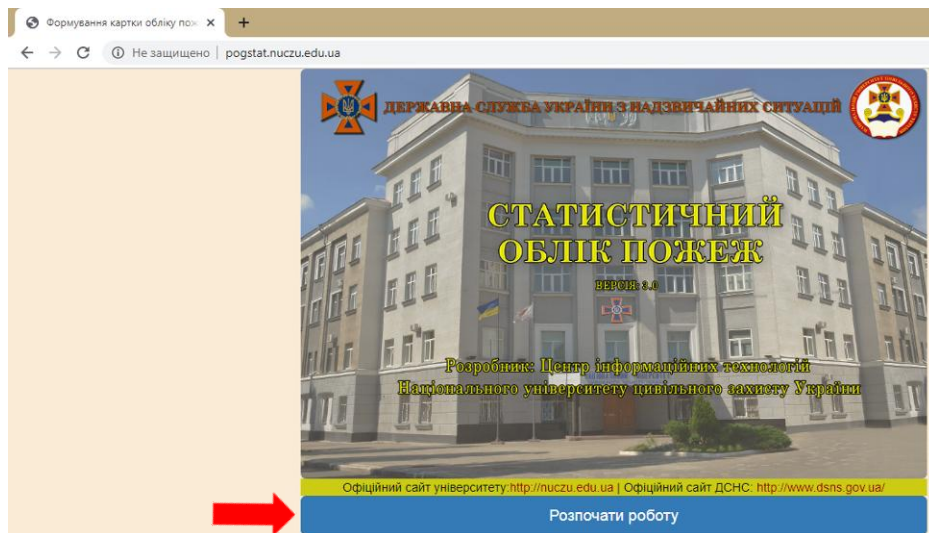 Формування картки обліку пож
Не защищено | pogstat.nuczu.edu.ua
ДЕРЖАВНА СЛУЖБА УКРАЇНИ З НАДЗВИЧАЙНИХ СИТУАЦІЙ
СТАТИСТИЧНИЙ
ОБЛІК ПОЖЕЖ
ВЕРСІЯ: 3.0
Розробник: Центр інформаційних технологій
Національного університету цивільного захисту України
Офіційний сайт університету:http://nuczu.edu.ua | Офіційний сайт ДСНС: http://www.dsns.gov.ua/
Розпочати роботу